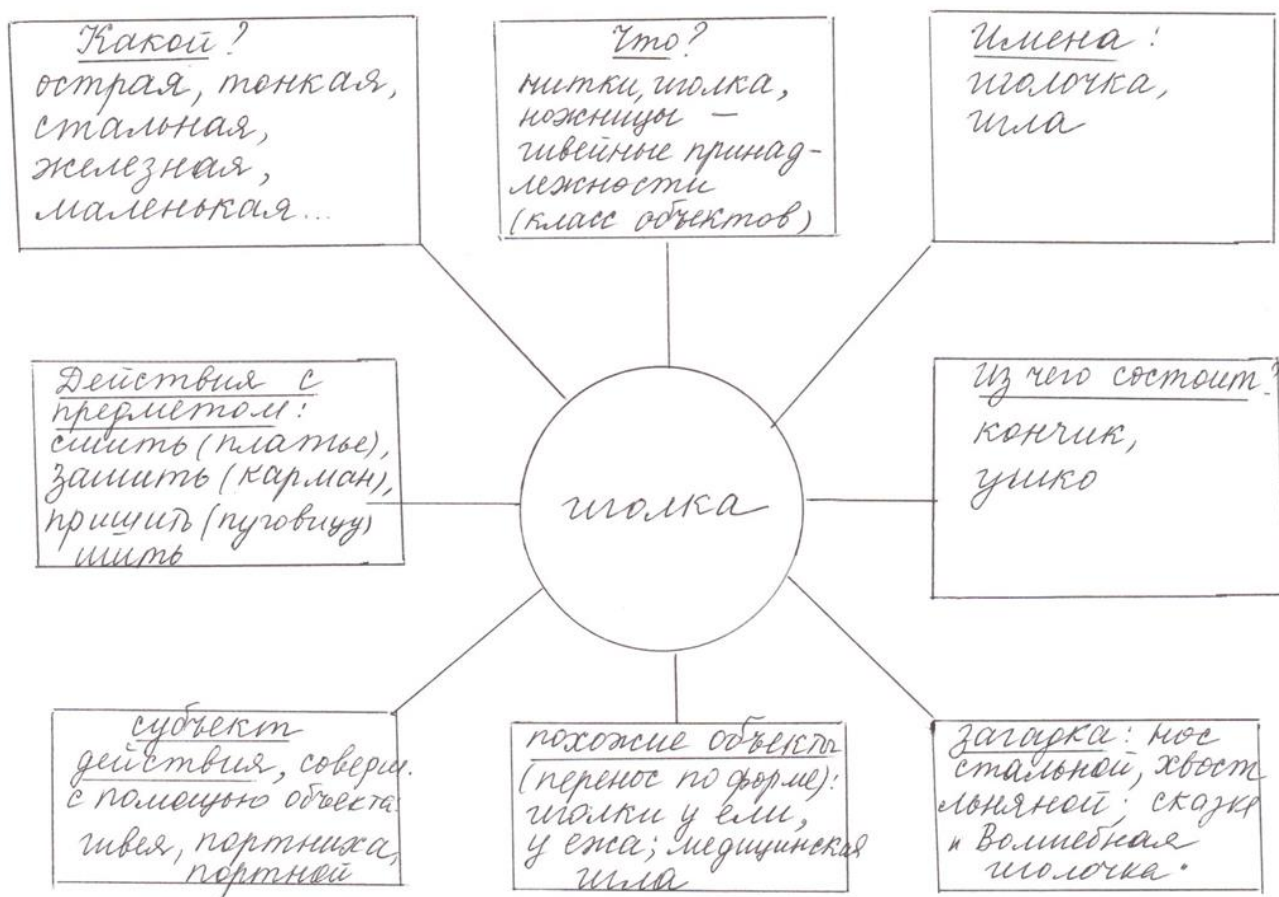 Какой?
острая, тонкая,
стальная,
железная,
маленькая...
Что?
нитки, иголка,
ножницы —
швейные принад-
лежности
(класс объектов)
Имена:
иголочка,
игла
Действия с
предметом:
сшить (платье),
зашить (карман),
пришить (пуговицу)
шить
иголка
Из чего состоит?
кончик,
ушко
субъект
действия, соверш.
с помощью объекта:
швея, портниха,
портной
похожие объекты
(перенос по форме):
иголки у ели,
у ежа; медицинская
игла
загадка: нос
стальной, хвост
льняной; сказка
"Волшебная
иголочка"